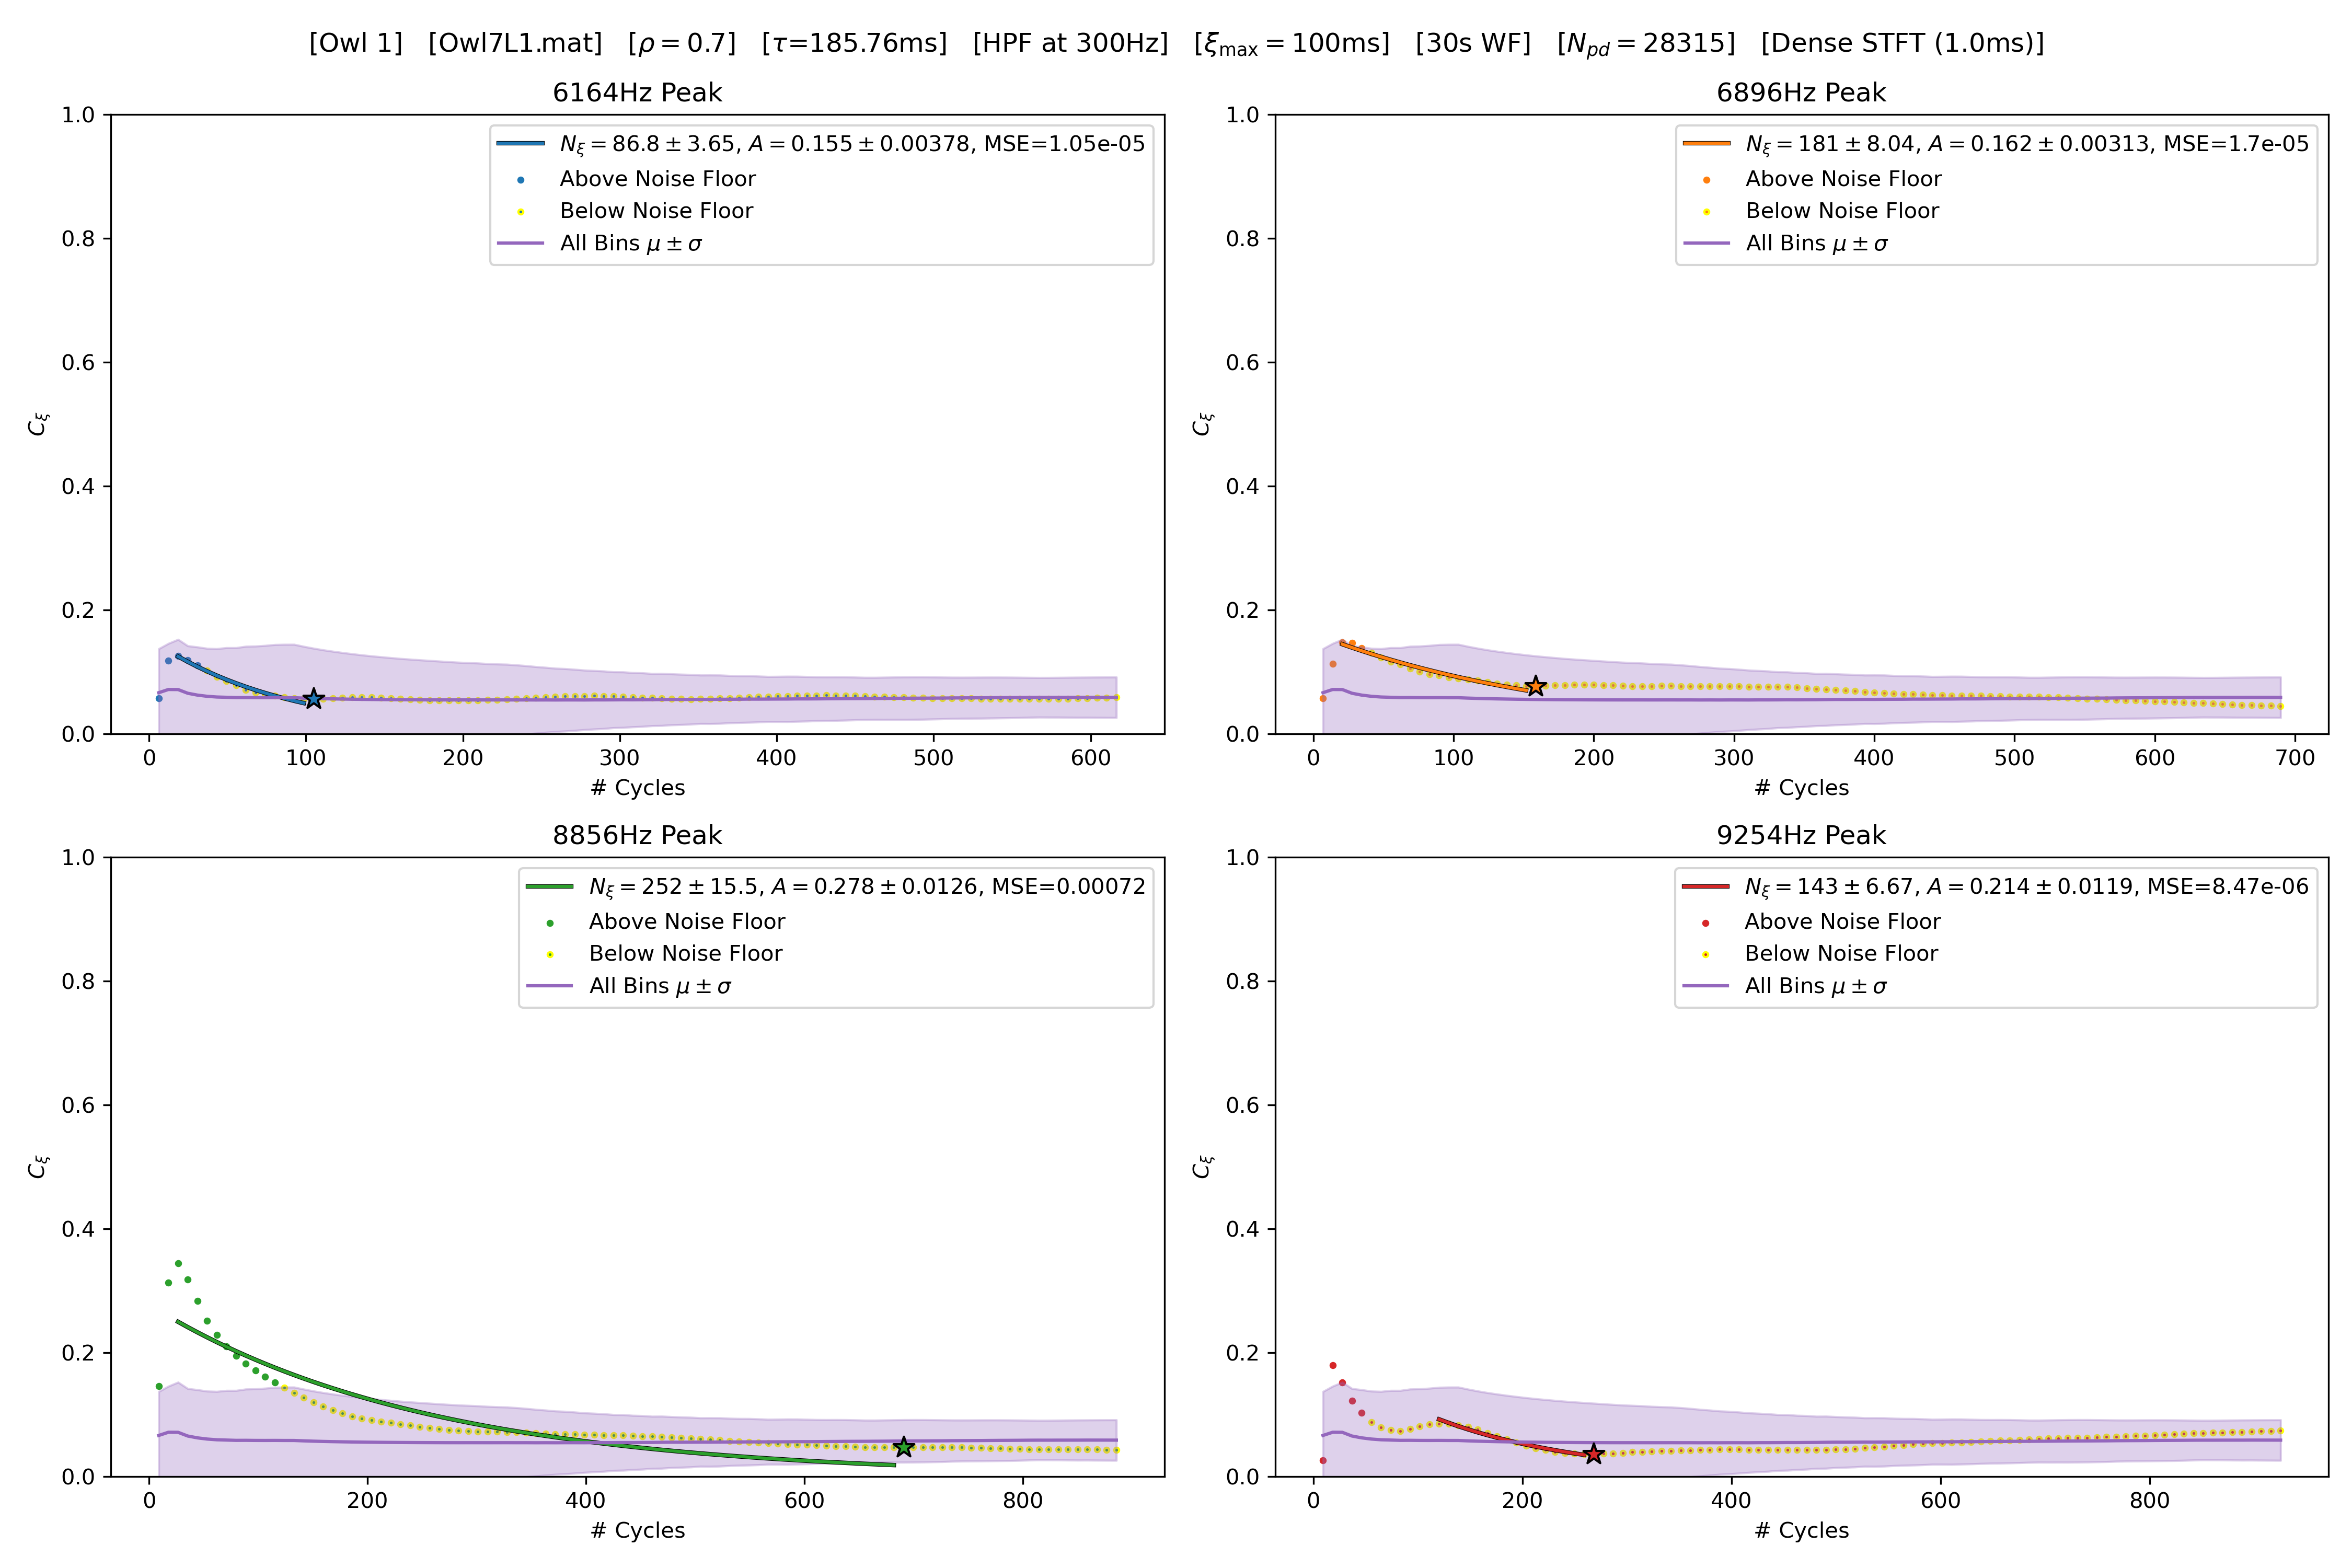 [Owl 1] [Owl7L1.mat] [ρ = 0.7] [τ=185.76ms] [HPF at 300Hz] [ξmax = 100ms] [30s WF] [Npd = 28315] [Dense STFT (1.0ms)]
6164Hz Peak
1.0
0.8
0.6
0.4
0.2
0.0
Cξ
Nξ = 86.8 ± 3.65, A = 0.155 ± 0.00378, MSE=1.05e-05
Above Noise Floor
Below Noise Floor
All Bins μ ± σ
0 100 200 300 400 500 600
# Cycles
6896Hz Peak
1.0
0.8
0.6
0.4
0.2
0.0
Cξ
Nξ = 181 ± 8.04, A = 0.162 ± 0.00313, MSE=1.7e-05
Above Noise Floor
Below Noise Floor
All Bins μ ± σ
0 100 200 300 400 500 600 700
# Cycles
8856Hz Peak
1.0
0.8
0.6
0.4
0.2
0.0
Cξ
Nξ = 252 ± 15.5, A = 0.278 ± 0.0126, MSE=0.00072
Above Noise Floor
Below Noise Floor
All Bins μ ± σ
0 200 400 600 800
# Cycles
9254Hz Peak
1.0
0.8
0.6
0.4
0.2
0.0
Cξ
Nξ = 143 ± 6.67, A = 0.214 ± 0.0119, MSE=8.47e-06
Above Noise Floor
Below Noise Floor
All Bins μ ± σ
0 200 400 600 800
# Cycles